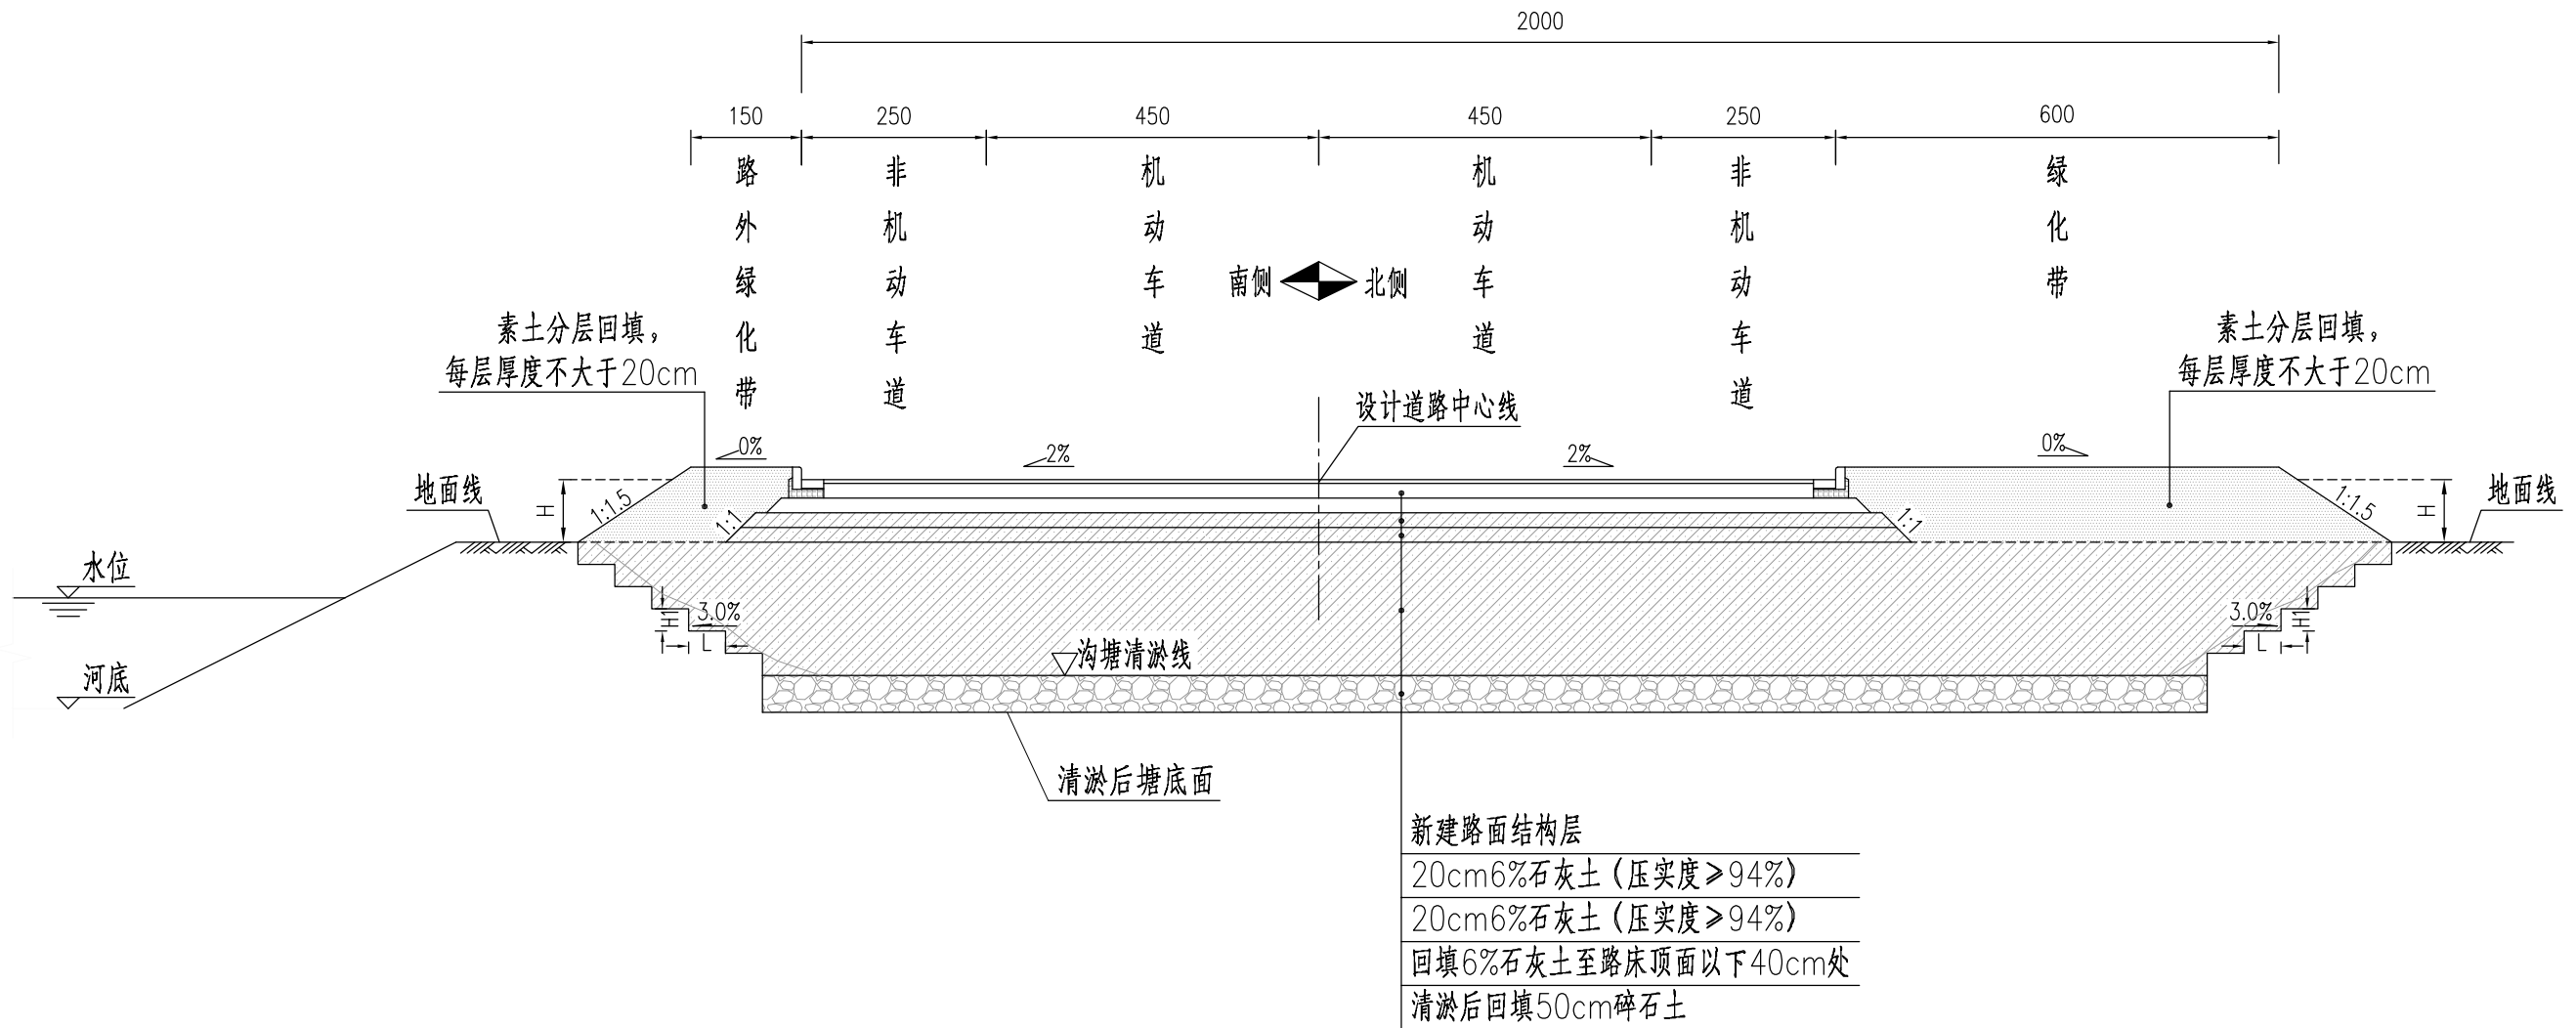 2000
150
250
450
450
250
600
路外绿化带
非机动车道
机动车道
机动车道
非机动车道
绿化带
南侧
北侧
素土分层回填，
每层厚度不大于20cm
素土分层回填，
每层厚度不大于20cm
设计道路中心线
0%
2%
2%
0%
地面线
H
1:1.5
1:1
1:1
1:1.5
H
地面线
水位
H1
3.0%
L
3.0%
H1
L
沟塘清淤线
河底
清淤后塘底面
新建路面结构层
20cm6%石灰土（压实度≥94%）
20cm6%石灰土（压实度≥94%）
回填6%石灰土至路床顶面以下40cm处
清淤后回填50cm碎石土